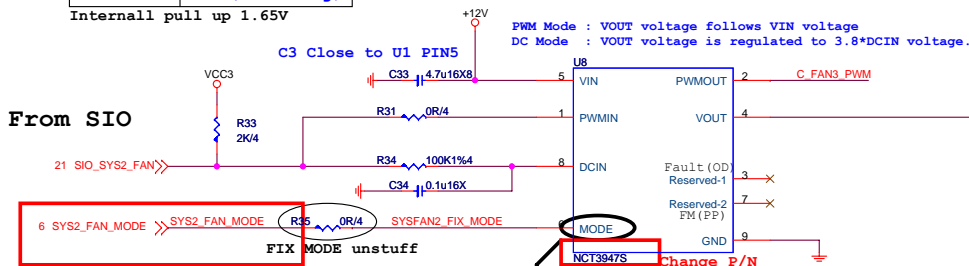 Internall pull up 1.65V
+12V
PWM Mode : VOUT voltage follows VIN voltage
DC Mode : VOUT voltage is regulated to 3.8*DCIN voltage.
C3 Close to U1 PIN5
U8
VCC3
C33 4.7u16X8
5 VIN
PWMOUT 2 C_FAN3_PWM
From SIO
R33
2K/4
R31 0R/4
1 PWMIN
VOUT 4
21 SIO_SYS2_FAN
R34 100K1%4
8 DCIN
Fault(OD)
Reserved-1 3
C34 0.1u16X
Reserved-2 7
FM(PP)
6 SYS2_FAN_MODE SYS2_FAN_MODE R35 0R/4 SYSFAN2_FIX_MODE
MODE
GND 9
FIX MODE unstuff
NCT3947S Change P/N